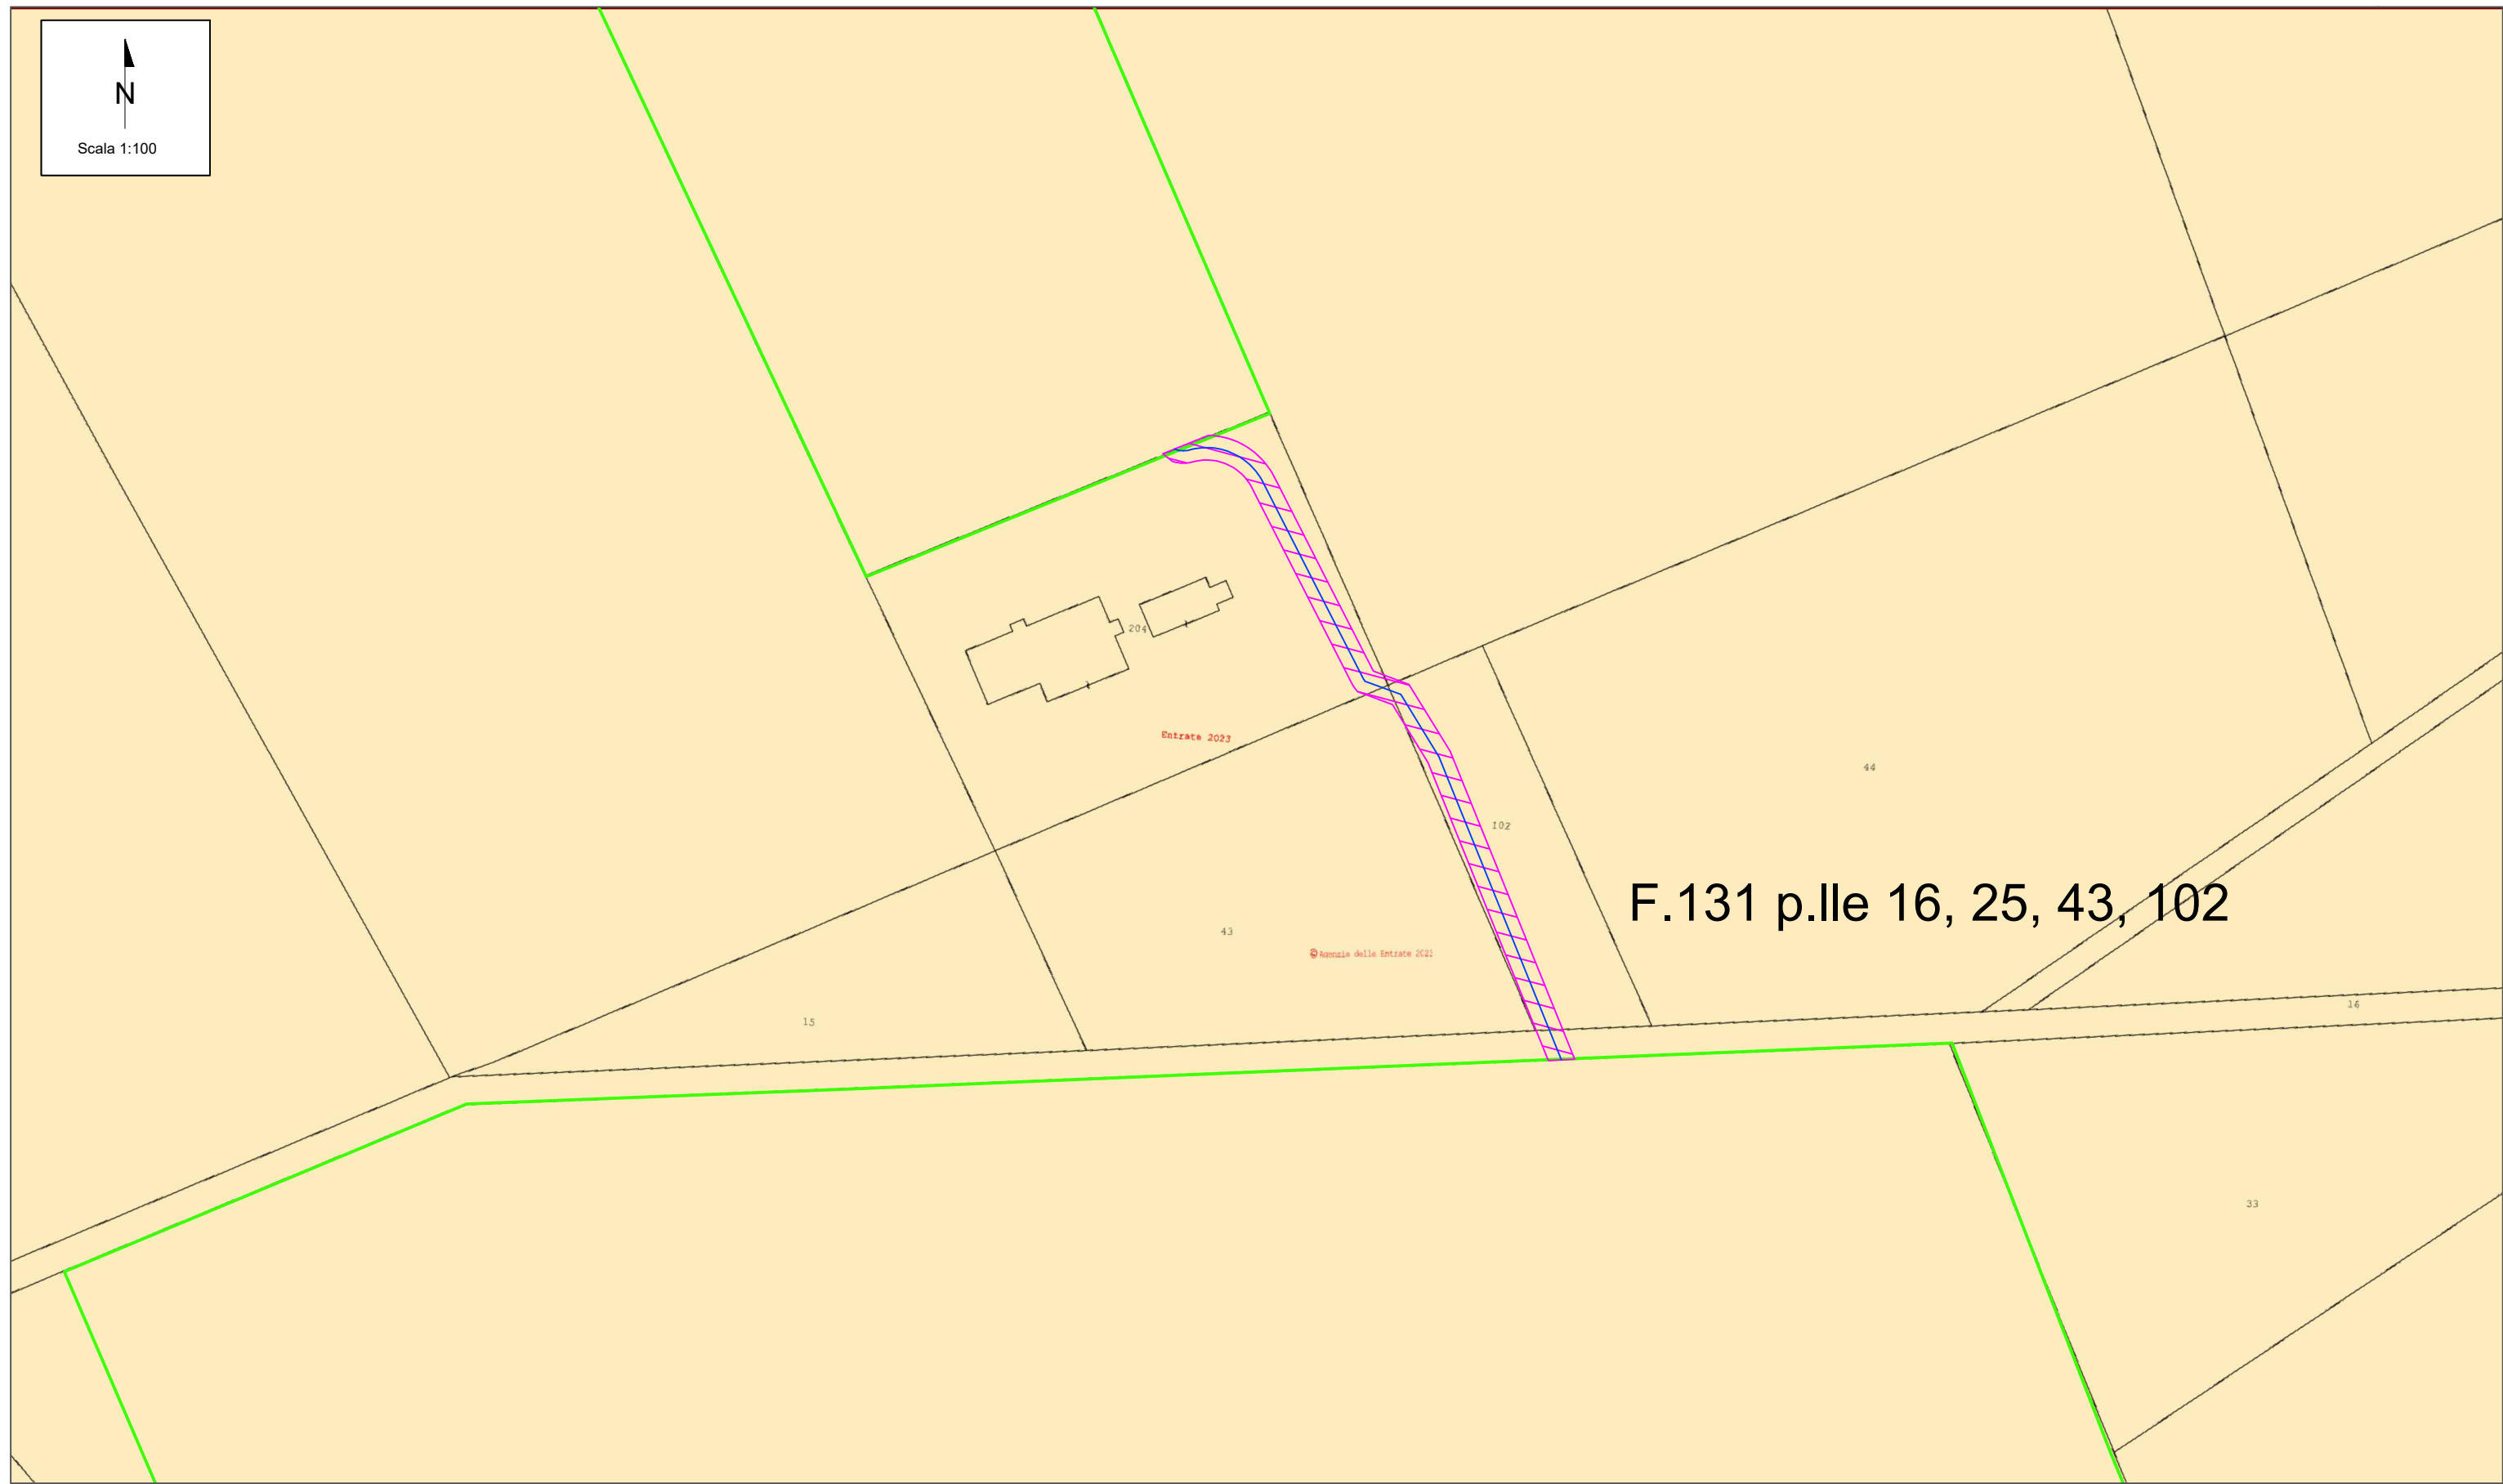 N
Scala 1:100
204
Entrate 2023
44
102
F.131 p.lle 16, 25, 43, 102
43
© Agenzia delle Entrate 2023
16
15
33